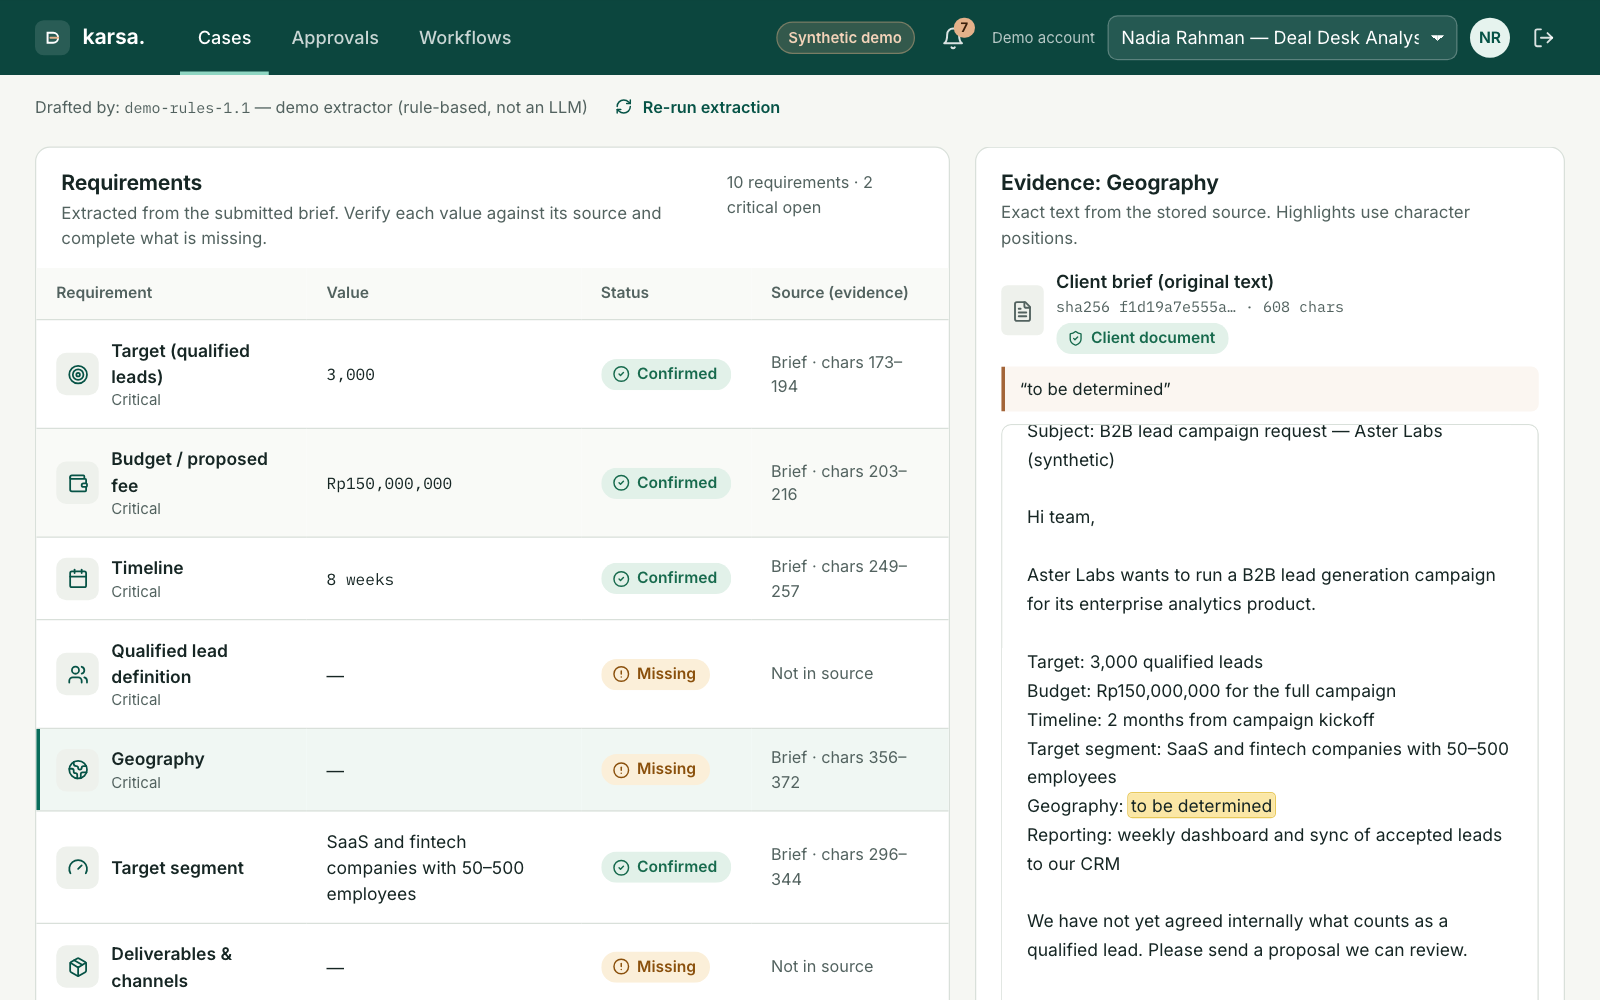 karsa.
Cases
Approvals
Workflows
Synthetic demo
7
Demo account
Nadia Rahman — Deal Desk Analys
NR
Drafted by: demo-rules-1.1 — demo extractor (rule-based, not an LLM)
Re-run extraction
Requirements
Extracted from the submitted brief. Verify each value against its source and
complete what is missing.
10 requirements · 2
critical open
Requirement
Value
Status
Source (evidence)
Target (qualified
leads)
Critical
3,000
Confirmed
Brief · chars 173–
194
Budget / proposed
fee
Critical
Rp150,000,000
Confirmed
Brief · chars 203–
216
Timeline
Critical
8 weeks
Confirmed
Brief · chars 249–
257
Qualified lead
definition
Critical
—
Missing
Not in source
Geography
Critical
—
Missing
Brief · chars 356–
372
Target segment
SaaS and fintech
companies with 50–500
employees
Confirmed
Brief · chars 296–
344
Deliverables &
channels
—
Missing
Not in source
Evidence: Geography
Exact text from the stored source. Highlights use character
positions.
Client brief (original text)
sha256 f1d19a7e555a… · 608 chars
Client document
“to be determined”
Subject: B2B lead campaign request — Aster Labs
(synthetic)
Hi team,
Aster Labs wants to run a B2B lead generation campaign
for its enterprise analytics product.
Target: 3,000 qualified leads
Budget: Rp150,000,000 for the full campaign
Timeline: 2 months from campaign kickoff
Target segment: SaaS and fintech companies with 50–500
employees
Geography: to be determined
Reporting: weekly dashboard and sync of accepted leads
to our CRM
We have not yet agreed internally what counts as a
qualified lead. Please send a proposal we can review.